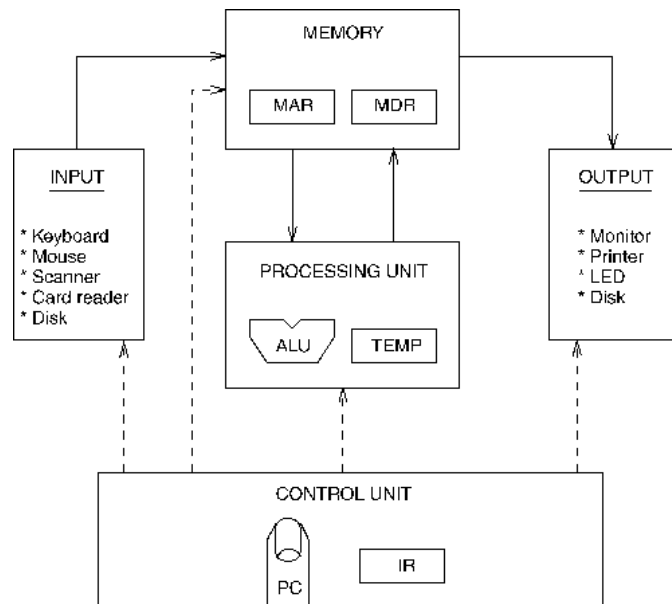 MEMORY
MAR
MDR
INPUT
* Keyboard
* Mouse
* Scanner
* Card reader
* Disk
PROCESSING UNIT
ALU
TEMP
OUTPUT
* Monitor
* Printer
* LED
* Disk
CONTROL UNIT
PC
IR